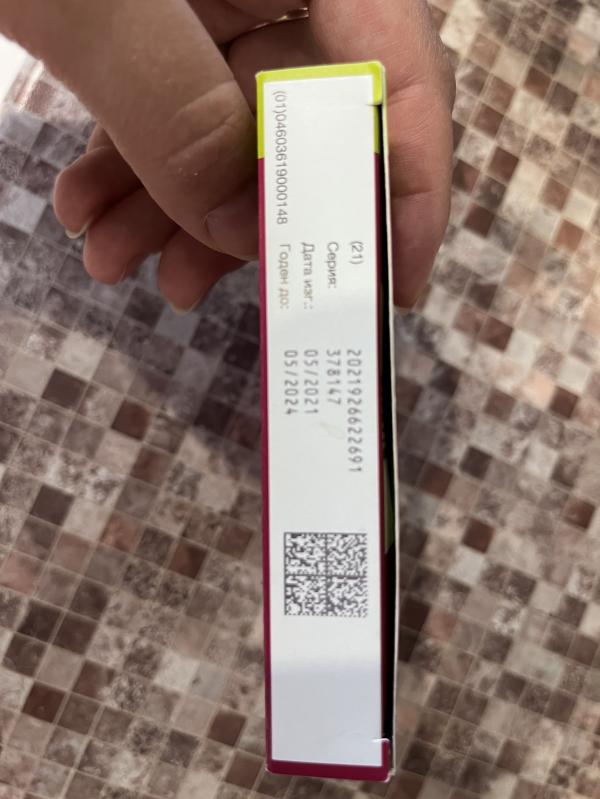 (01)04603619000148
(21) 2021926622691
Серия: 378147
Дата изг.: 05/2021
Годен до: 05/2024